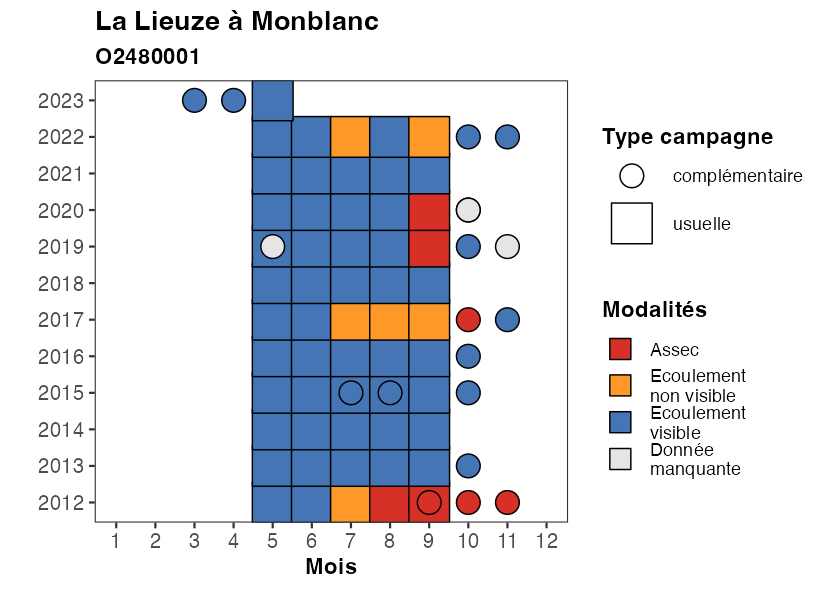 La Lieuze à Monblanc
O2480001
2023
2022
2021
2020
2019
2018
2017
2016
2015
2014
2013
2012
1 2 3 4 5 6 7 8 9 10 11 12
Mois
Type campagne
complémentaire
usuelle
Modalités
Assec
Ecoulement
non visible
Ecoulement
visible
Donnée
manquante